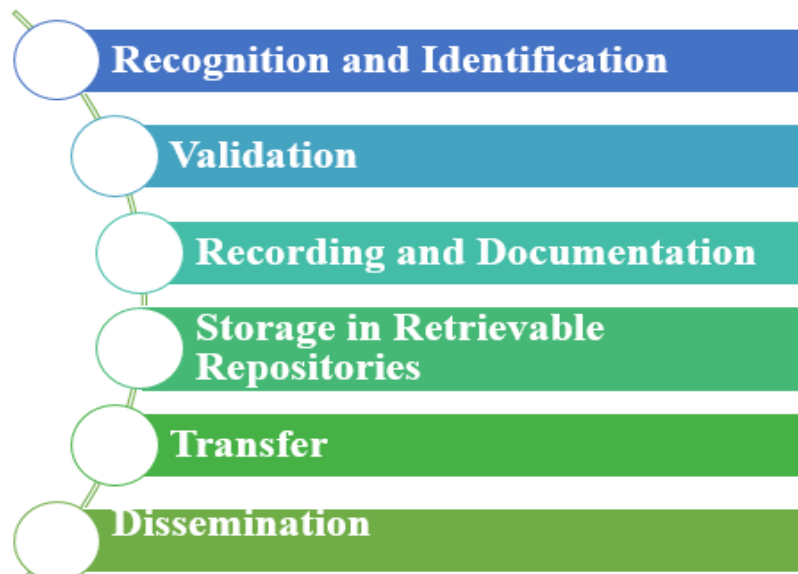 Recognition and Identification
Validation
Recording and Documentation
Storage in Retrievable
Repositories
Transfer
Dissemination